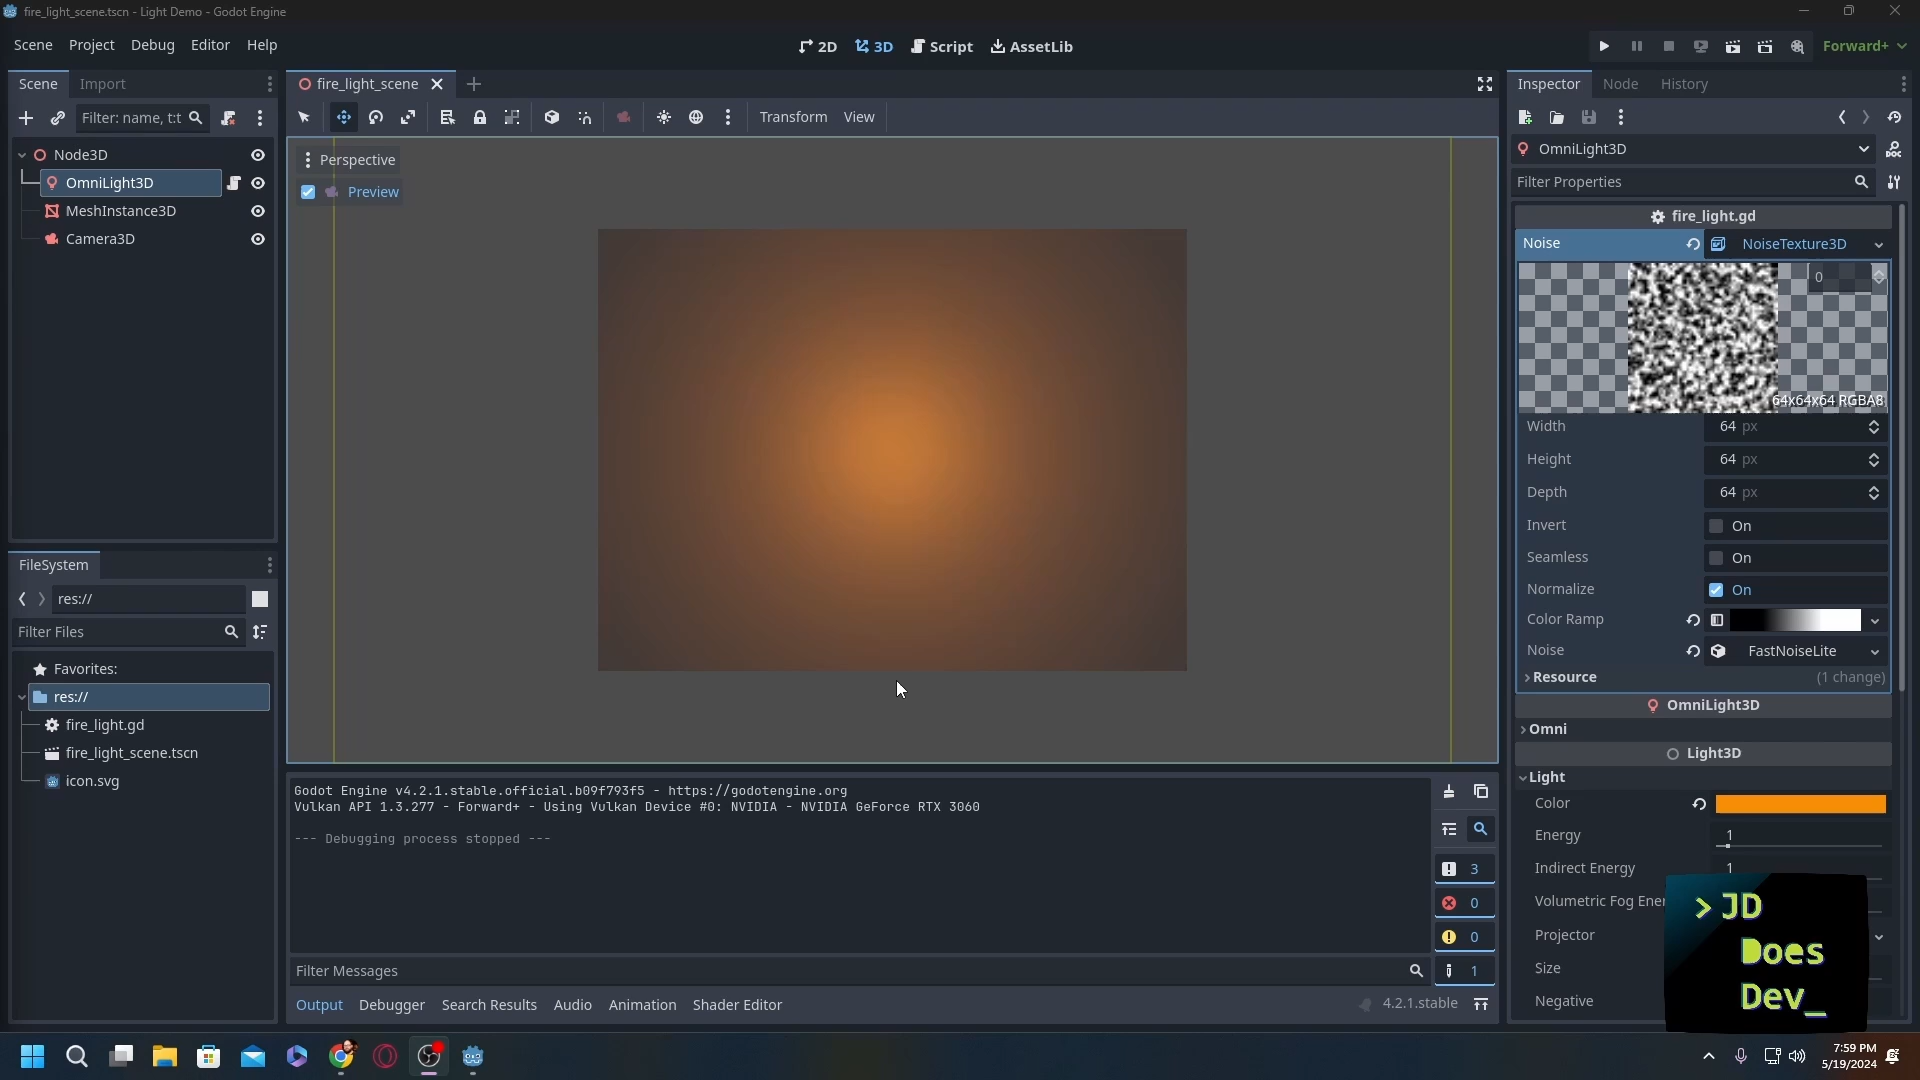 fire_light_scene.tscn - Light Demo - Godot Engine
Scene Project Debug Editor Help
2D 3D Script AssetLib
Forward+
Scene Import
Filter: name, t:t
Node3D
OmniLight3D
MeshInstance3D
Camera3D
FileSystem
res://
Filter Files
Favorites:
res://
fire_light.gd
fire_light_scene.tscn
icon.svg
fire_light_scene
Transform View
Perspective
Preview
Godot Engine v4.2.1.stable.official.b09f793f5 - https://godotengine.org
Vulkan API 1.3.277 - Forward+ - Using Vulkan Device #0: NVIDIA - NVIDIA GeForce RTX 3060
--- Debugging process stopped ---
3
0
0
1
Filter Messages
Output Debugger Search Results Audio Animation Shader Editor
4.2.1.stable
Inspector Node History
OmniLight3D
Filter Properties
fire_light.gd
Noise NoiseTexture3D
0
64x64x64 RGBA8
Width 64 px
Height 64 px
Depth 64 px
Invert On
Seamless On
Normalize On
Color Ramp
Noise FastNoiseLite
Resource (1 change)
OmniLight3D
Omni
Light3D
Light
Color
Energy 1
Indirect Energy 1
Volumetric Fog Ener
Projector
Size
Negative
>JD
Does
Dev_
7:59 PM
5/19/2024